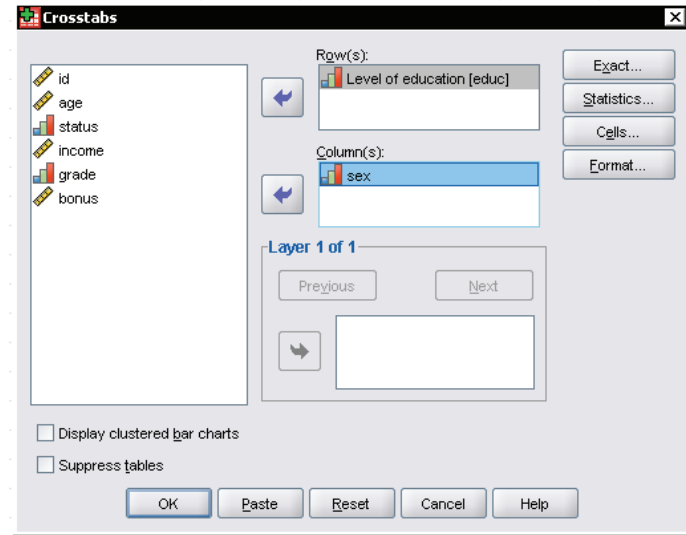 Crosstabs
id
age
status
income
grade
bonus
Row(s):
Level of education [educ]
Column(s):
sex
Layer 1 of 1
Previous
Next
Exact...
Statistics...
Cells...
Format...
Display clustered bar charts
Suppress tables
OK
Paste
Reset
Cancel
Help